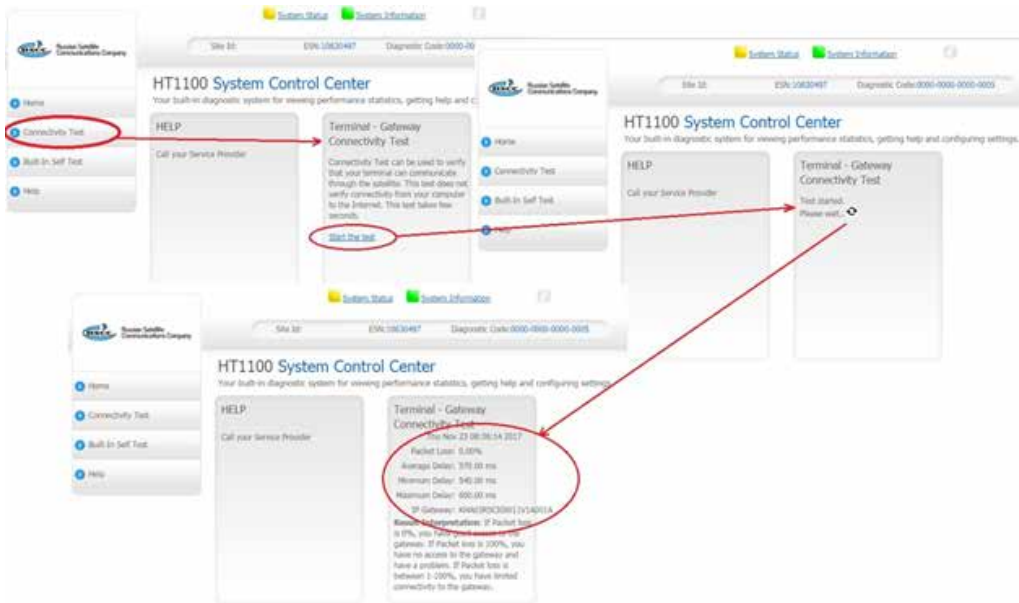 System Status System Information
Russian Satellite
Communications Company
Site Id: ESN:10830497 Diagnostic Code:0000-00
HT1100 System Control Center
Your built-in diagnostic system for viewing performance statistics, getting help and c
Home
Connectivity Test
Built-In Self Test
Help
HELP
Call your Service Provider
Terminal - Gateway
Connectivity Test
Connectivity Test can be used to verify
that your terminal can communicate
through the satellite. This test does not
verify connectivity from your computer
to the Internet. This test takes few
seconds.
Start the test
System Status System Information
Russian Satellite
Communications Company
Site Id: ESN:10830497 Diagnostic Code:0000-0000-0000-0005
HT1100 System Control Center
Your built-in diagnostic system for viewing performance statistics, getting help and configuring settings.
Home
Connectivity Test
Built-In Self Test
Help
HELP
Call your Service Provider
Terminal - Gateway
Connectivity Test
Test started.
Please wait..
System Status System Information
Russian Satellite
Communications Company
Site Id: ESN:10830497 Diagnostic Code:0000-0000-0000-0005
HT1100 System Control Center
Your built-in diagnostic system for viewing performance statistics, getting help and configuring settings.
Home
Connectivity Test
Built-In Self Test
Help
HELP
Call your Service Provider
Terminal - Gateway
Connectivity Test
Thu Nov 23 08:36:14 2017
Packet Loss: 0.00%
Average Delay: 570.00 ms
Minimum Delay: 540.00 ms
Maximum Delay: 600.00 ms
IP Gateway:
Result Interpretation: If Packet loss
is 0%, you have good access to the
gateway. If Packet loss is 100%, you
have no access to the gateway and
have a problem. If Packet loss is
between 1-100%, you have limited
connectivity to the gateway.